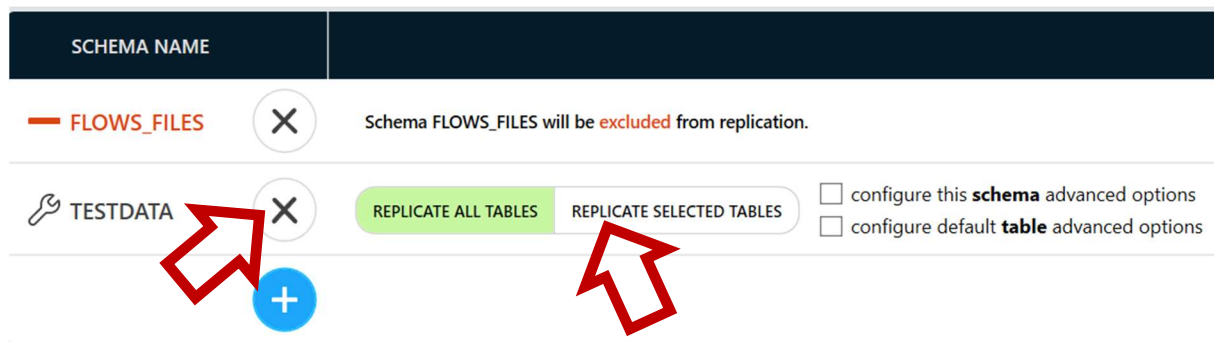 SCHEMA NAME
FLOWS_FILES
Schema FLOWS_FILES will be excluded from replication.
TESTDATA
REPLICATE ALL TABLES
REPLICATE SELECTED TABLES
configure this schema advanced options
configure default table advanced options